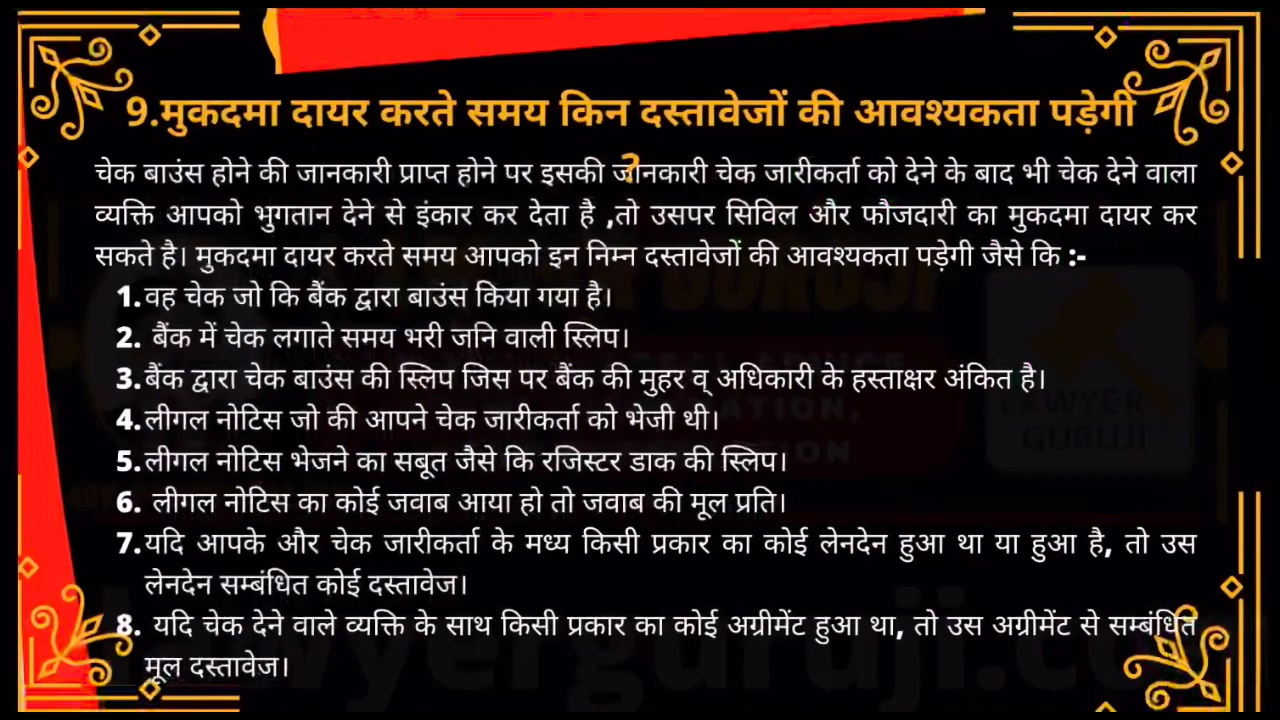 9.मुकदमा दायर करते समय किन दस्तावेजों की आवश्यकता पड़ेगी
?
चेक बाउंस होने की जानकारी प्राप्त होने पर इसकी जानकारी चेक जारीकर्ता को देने के बाद भी चेक देने वाला
व्यक्ति आपको भुगतान देने से इंकार कर देता है ,तो उसपर सिविल और फौजदारी का मुकदमा दायर कर
सकते है। मुकदमा दायर करते समय आपको इन निम्न दस्तावेजों की आवश्यकता पड़ेगी जैसे कि :-
1.वह चेक जो कि बैंक द्वारा बाउंस किया गया है।
2. बैंक में चेक लगाते समय भरी जनि वाली स्लिप।
3.बैंक द्वारा चेक बाउंस की स्लिप जिस पर बैंक की मुहर व् अधिकारी के हस्ताक्षर अंकित है।
4.लीगल नोटिस जो की आपने चेक जारीकर्ता को भेजी थी।
5.लीगल नोटिस भेजने का सबूत जैसे कि रजिस्टर डाक की स्लिप।
6. लीगल नोटिस का कोई जवाब आया हो तो जवाब की मूल प्रति।
7.यदि आपके और चेक जारीकर्ता के मध्य किसी प्रकार का कोई लेनदेन हुआ था या हुआ है, तो उस
लेनदेन सम्बंधित कोई दस्तावेज।
8. यदि चेक देने वाले व्यक्ति के साथ किसी प्रकार का कोई अग्रीमेंट हुआ था, तो उस अग्रीमेंट से सम्बंधित
मूल दस्तावेज।
LAWYER
GURUJI